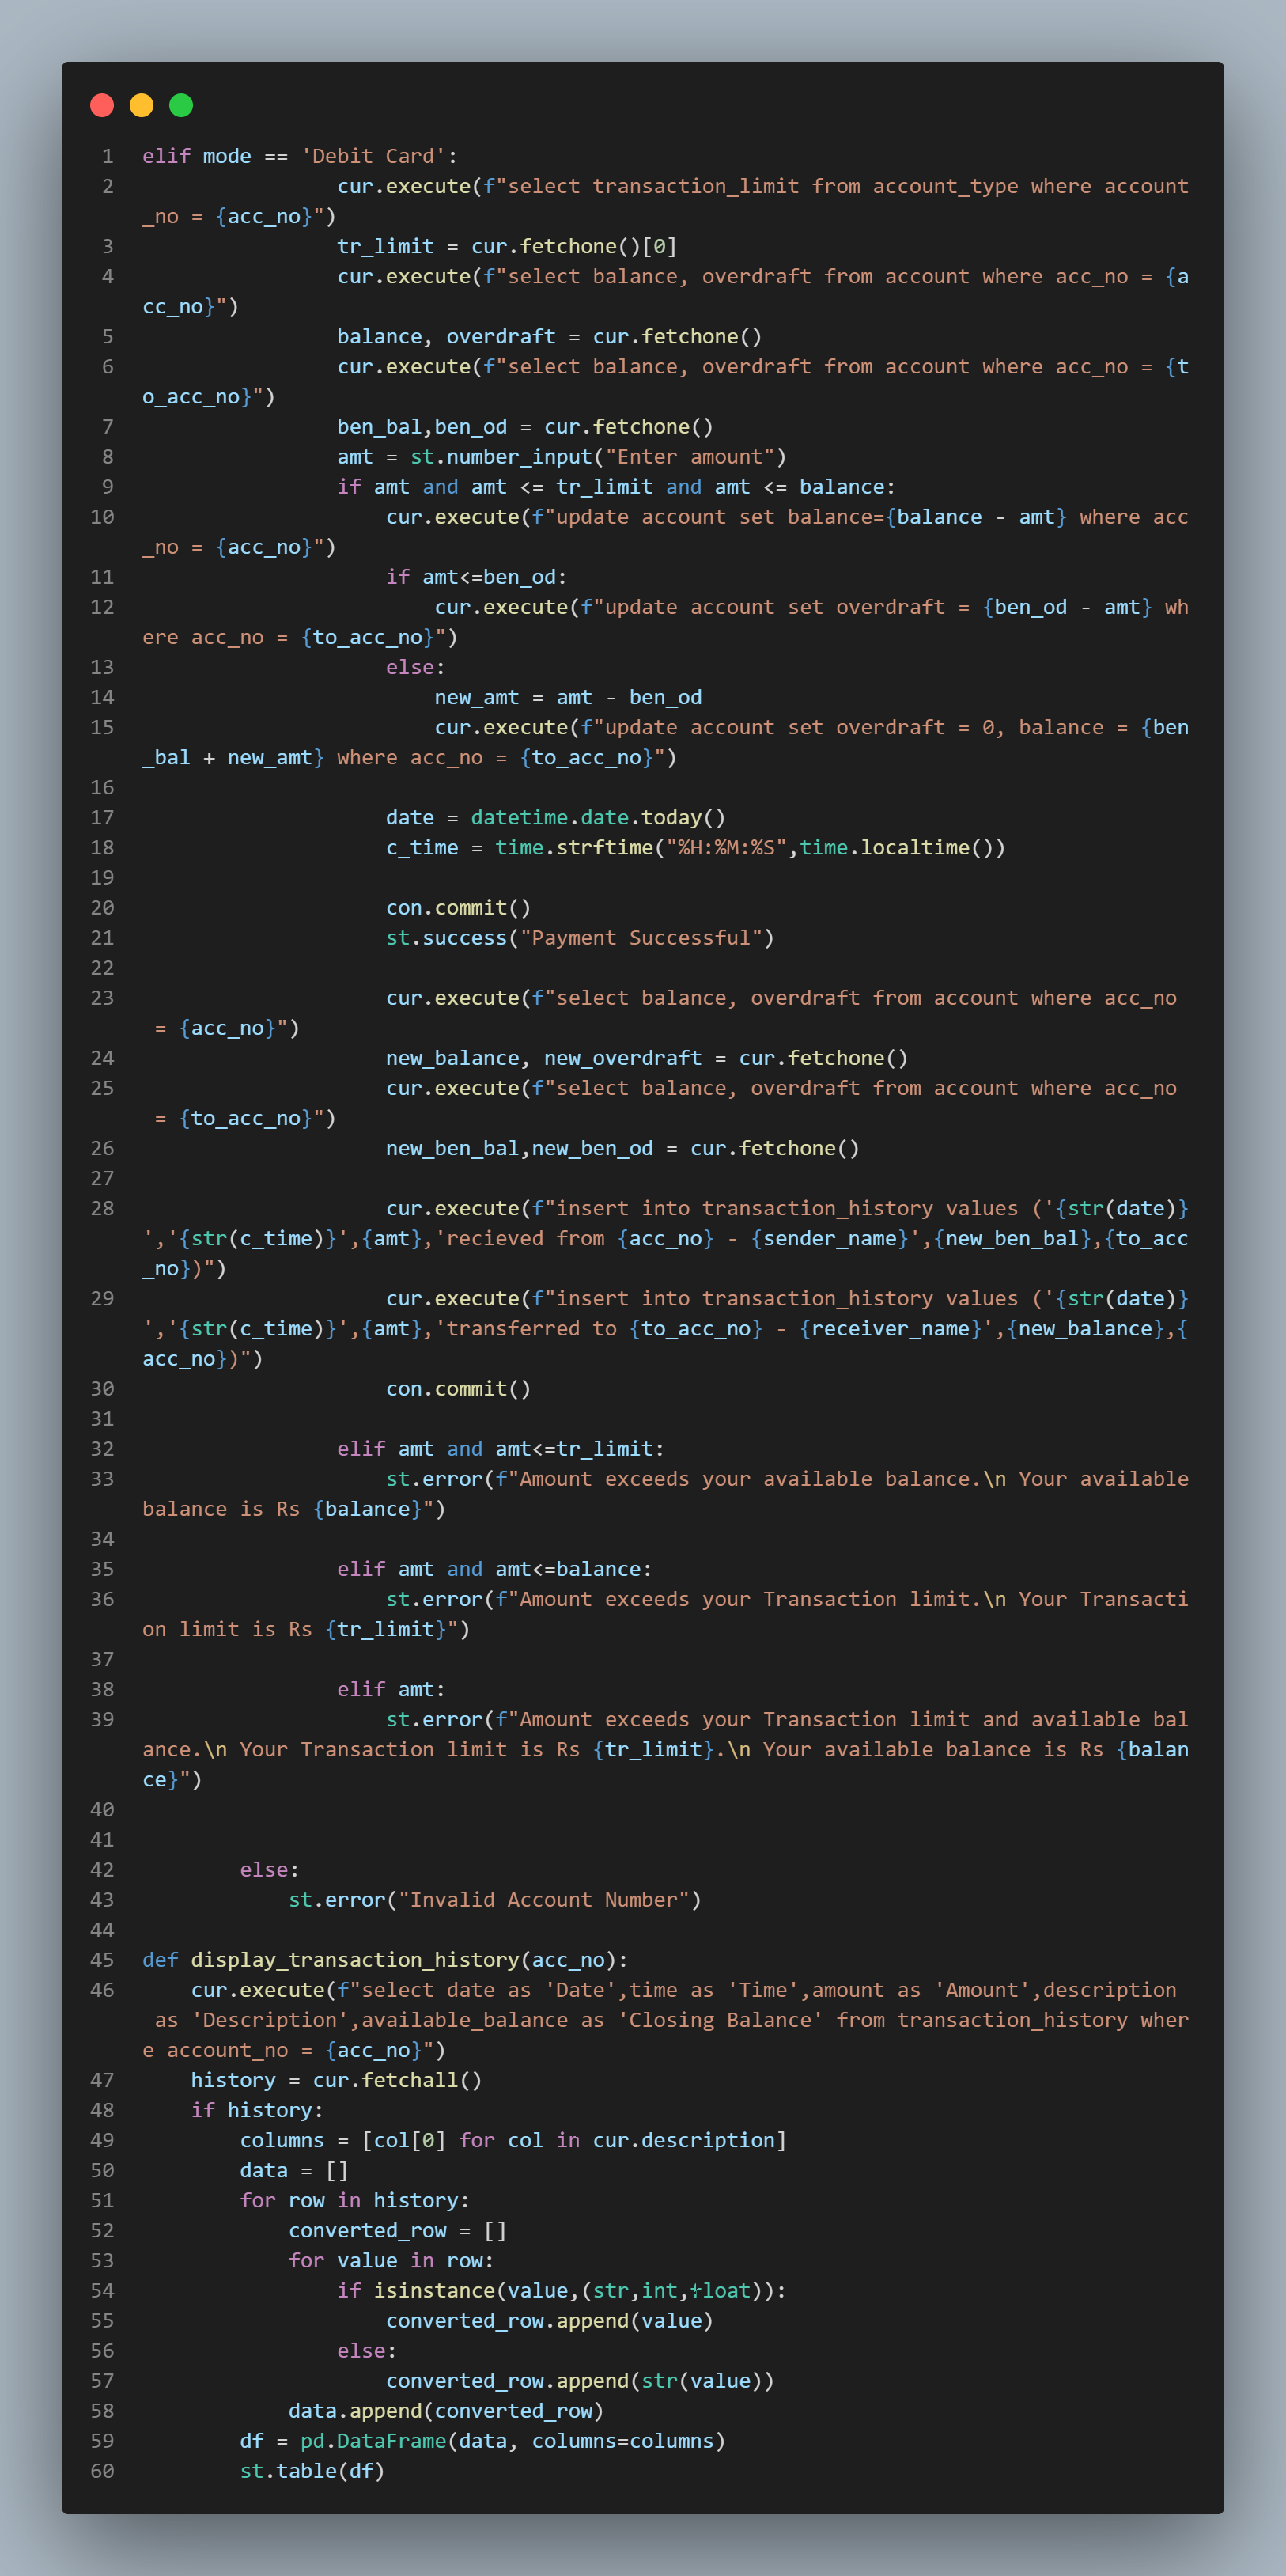 1 elif mode == 'Debit Card':
2 cur.execute(f"select transaction_limit from account_type where account
_no = {acc_no}")
3 tr_limit = cur.fetchone()[0]
4 cur.execute(f"select balance, overdraft from account where acc_no = {a
cc_no}")
5 balance, overdraft = cur.fetchone()
6 cur.execute(f"select balance, overdraft from account where acc_no = {t
o_acc_no}")
7 ben_bal,ben_od = cur.fetchone()
8 amt = st.number_input("Enter amount")
9 if amt and amt <= tr_limit and amt <= balance:
10 cur.execute(f"update account set balance={balance - amt} where acc
_no = {acc_no}")
11 if amt<=ben_od:
12 cur.execute(f"update account set overdraft = {ben_od - amt} wh
ere acc_no = {to_acc_no}")
13 else:
14 new_amt = amt - ben_od
15 cur.execute(f"update account set overdraft = 0, balance = {ben
_bal + new_amt} where acc_no = {to_acc_no}")
16
17 date = datetime.date.today()
18 c_time = time.strftime("%H:%M:%S",time.localtime())
19
20 con.commit()
21 st.success("Payment Successful")
22
23 cur.execute(f"select balance, overdraft from account where acc_no
= {acc_no}")
24 new_balance, new_overdraft = cur.fetchone()
25 cur.execute(f"select balance, overdraft from account where acc_no
= {to_acc_no}")
26 new_ben_bal,new_ben_od = cur.fetchone()
27
28 cur.execute(f"insert into transaction_history values ('{str(date)}
','{str(c_time)}',{amt},'recieved from {acc_no} - {sender_name}',{new_ben_bal},{to_acc
_no})")
29 cur.execute(f"insert into transaction_history values ('{str(date)}
','{str(c_time)}',{amt},'transferred to {to_acc_no} - {receiver_name}',{new_balance},{
acc_no})")
30 con.commit()
31
32 elif amt and amt<=tr_limit:
33 st.error(f"Amount exceeds your available balance.\n Your available
balance is Rs {balance}")
34
35 elif amt and amt<=balance:
36 st.error(f"Amount exceeds your Transaction limit.\n Your Transacti
on limit is Rs {tr_limit}")
37
38 elif amt:
39 st.error(f"Amount exceeds your Transaction limit and available bal
ance.\n Your Transaction limit is Rs {tr_limit}.\n Your available balance is Rs {balan
ce}")
40
41
42 else:
43 st.error("Invalid Account Number")
44
45 def display_transaction_history(acc_no):
46 cur.execute(f"select date as 'Date',time as 'Time',amount as 'Amount',description
as 'Description',available_balance as 'Closing Balance' from transaction_history wher
e account_no = {acc_no}")
47 history = cur.fetchall()
48 if history:
49 columns = [col[0] for col in cur.description]
50 data = []
51 for row in history:
52 converted_row = []
53 for value in row:
54 if isinstance(value,(str,int,float)):
55 converted_row.append(value)
56 else:
57 converted_row.append(str(value))
58 data.append(converted_row)
59 df = pd.DataFrame(data, columns=columns)
60 st.table(df)